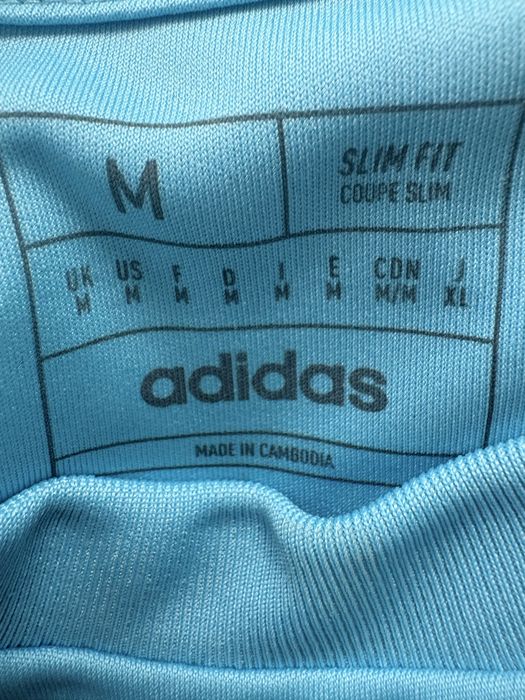 M
SLIM FIT
COUPE SLIM
UK US F D I E CDN J
M M M M M M M/M XL
adidas
MADE IN CAMBODIA